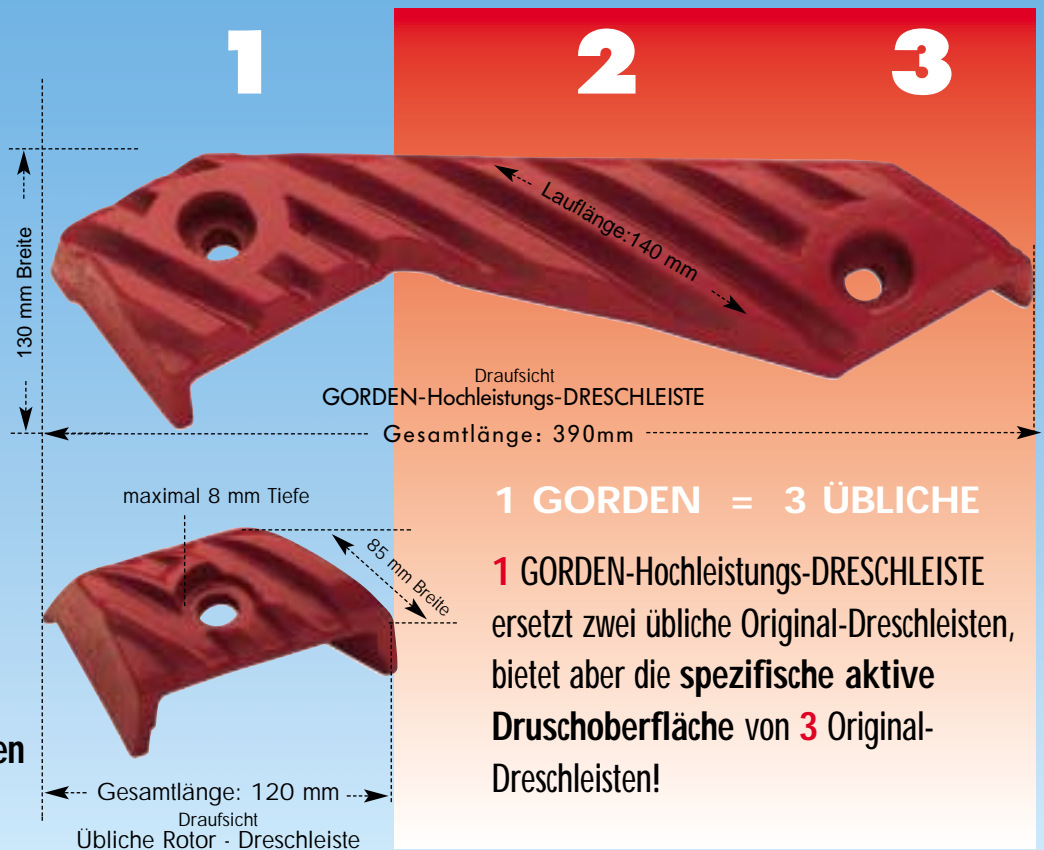 1 2 3
130 mm Breite
Lauflänge:140 mm
Draufsicht
GORDEN-Hochleistungs-DRESCHLEISTE
Gesamtlänge: 390mm
maximal 8 mm Tiefe
85 mm Breite
en
Gesamtlänge: 120 mm
Draufsicht
Übliche Rotor - Dreschleiste
1 GORDEN = 3 ÜBLICHE
1 GORDEN-Hochleistungs-DRESCHLEISTE
ersetzt zwei übliche Original-Dreschleisten,
bietet aber die spezifische aktive
Druschoberfläche von 3 Original-
Dreschleisten!